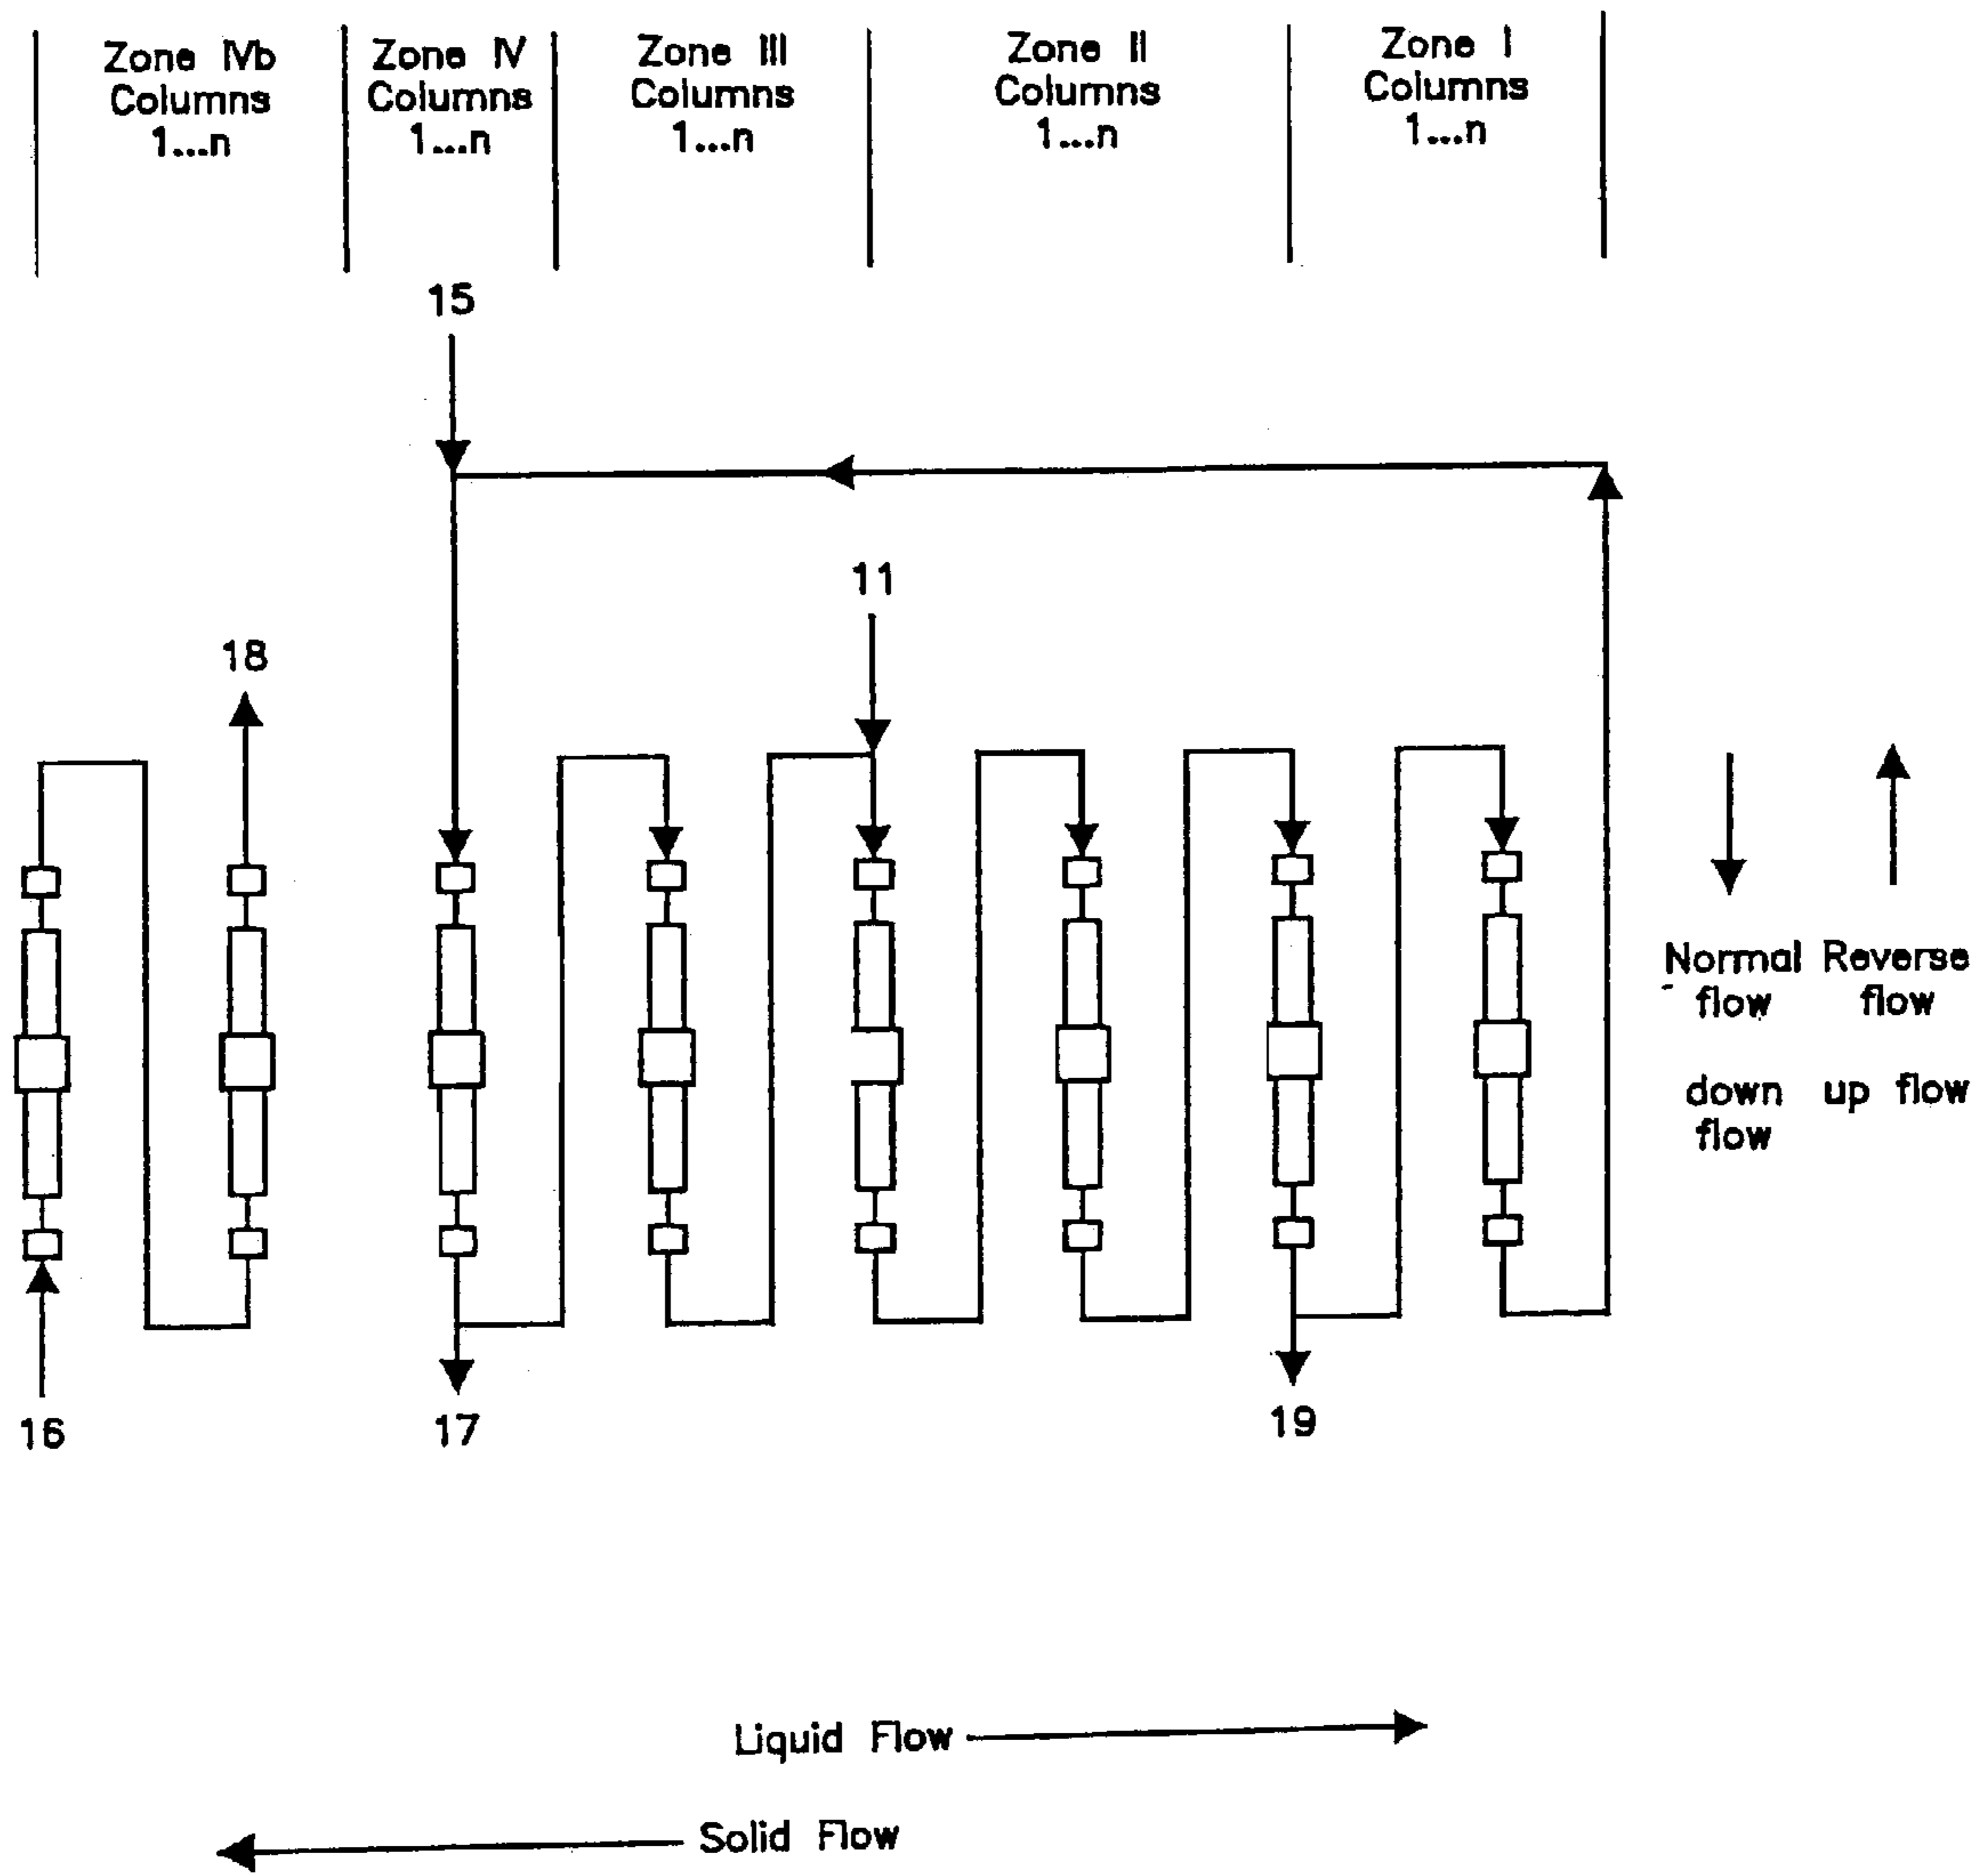 Zone IVb
Columns
1...n
Zone IV
Columns
1...n
Zone III
Columns
1...n
Zone II
Columns
1...n
Zone I
Columns
1...n
15
11
18
Normal
flow
Reverse
flow
down
flow
up flow
16
17
19
Liquid Flow
Solid Flow